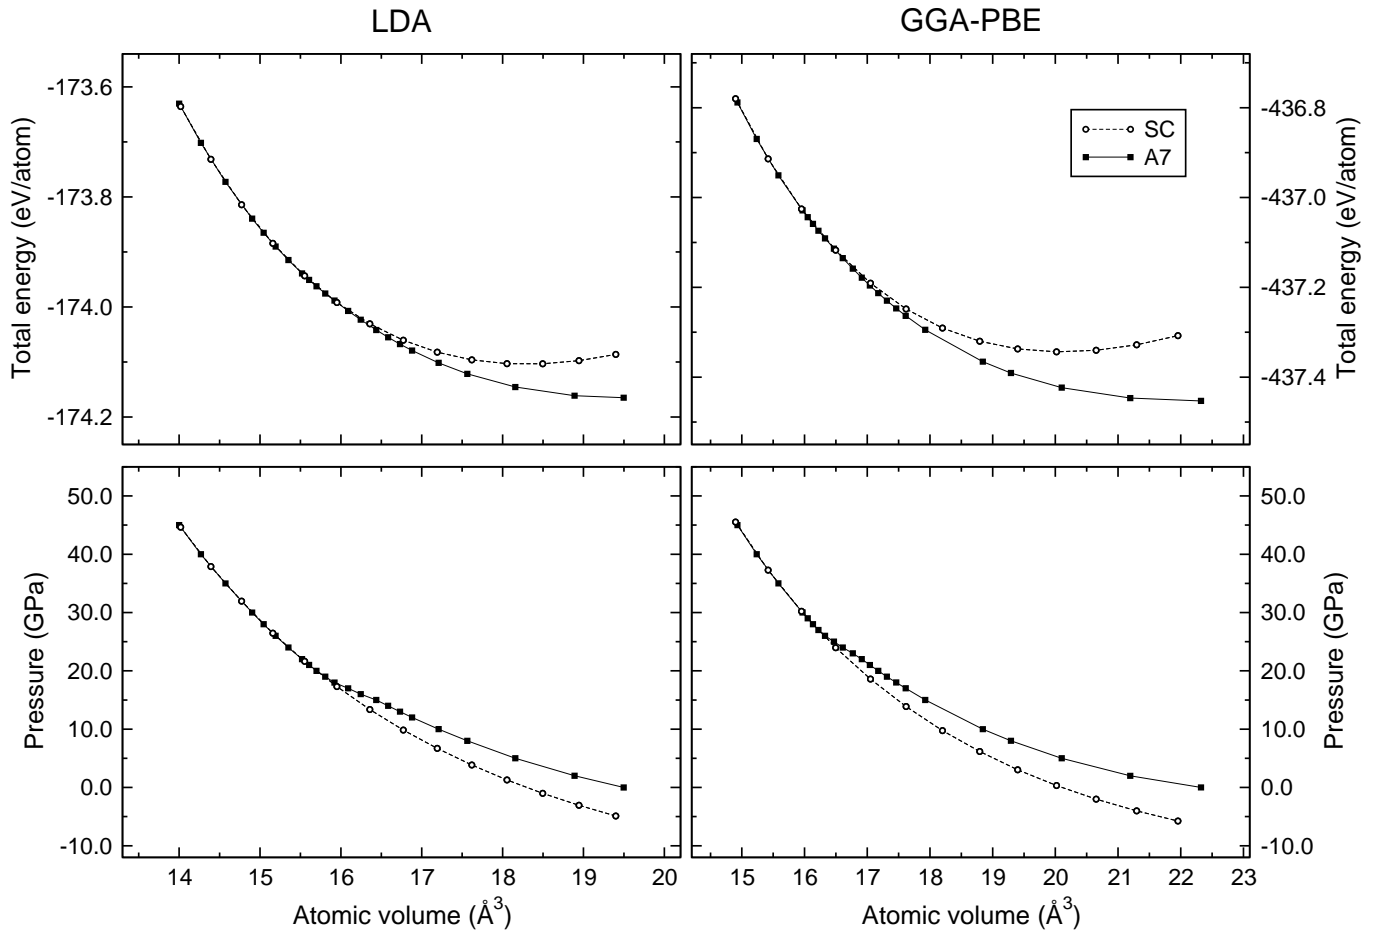 LDA
GGA-PBE
Total energy (eV/atom)
-173.6
-173.8
-174.0
-174.2
SC
A7
-436.8
-437.0
-437.2
-437.4
Total energy (eV/atom)
Pressure (GPa)
50.0
40.0
30.0
20.0
10.0
0.0
-10.0
50.0
40.0
30.0
20.0
10.0
0.0
-10.0
Pressure (GPa)
14 15 16 17 18 19 20
15 16 17 18 19 20 21 22 23
Atomic volume (Å³)
Atomic volume (Å³)